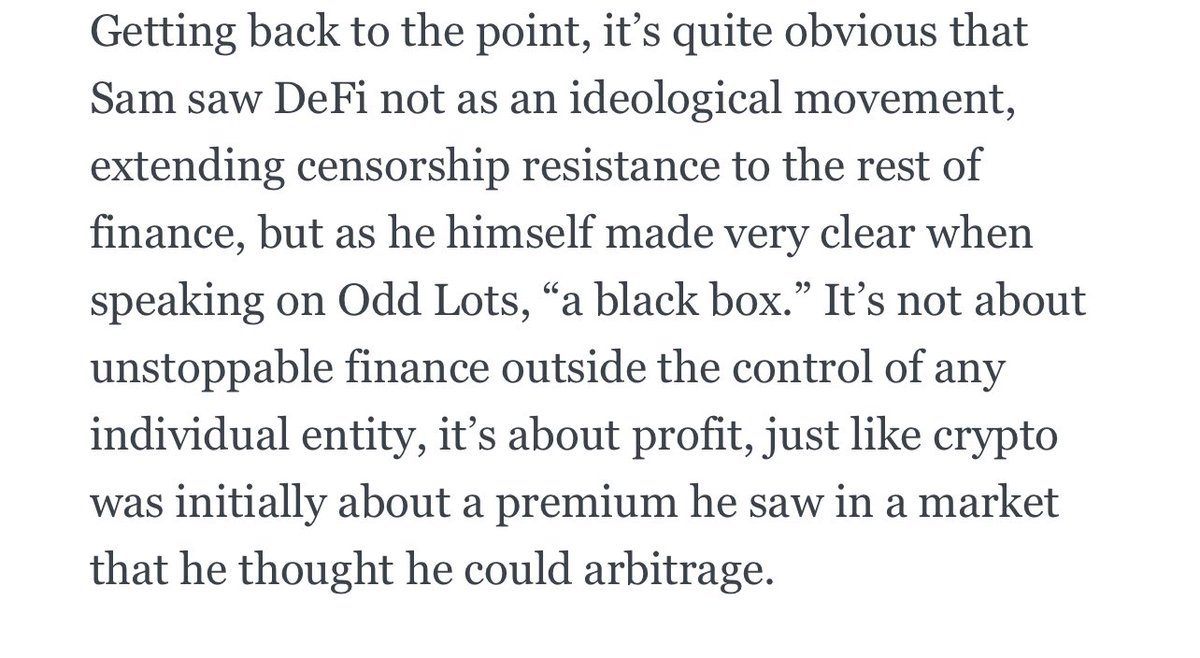 Getting back to the point, it’s quite obvious that
Sam saw DeFi not as an ideological movement,
extending censorship resistance to the rest of
finance, but as he himself made very clear when
speaking on Odd Lots, “a black box.” It’s not about
unstoppable finance outside the control of any
individual entity, it’s about profit, just like crypto
was initially about a premium he saw in a market
that he thought he could arbitrage.